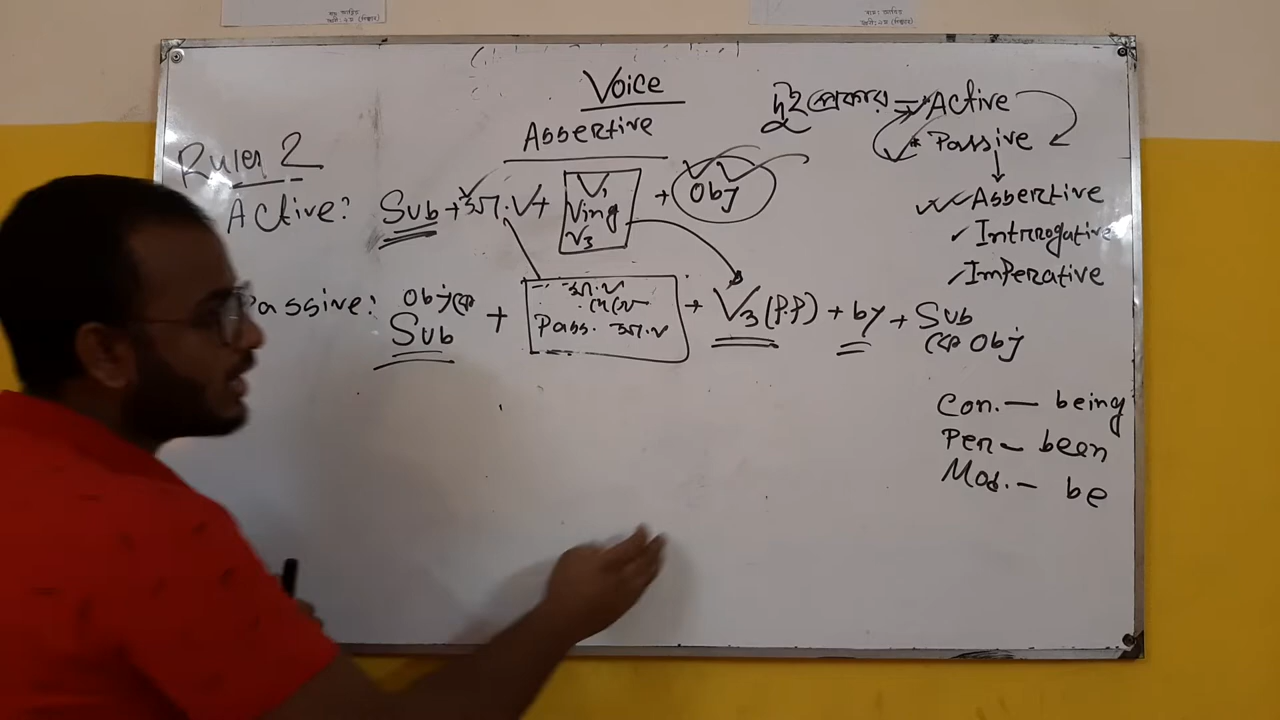 Voice
Assertive
দুই প্রকার = Active
* Passive
Assertive
Intrrogative
Imperative
Rules 2
Active: Sub + সা.V + V1 Ving V3 + Obj
Passive: Obj কে Sub + সা.V Pass. সা.V + V3 (P.P) + by + Sub কে Obj
Con. — being
Per — been
Mod. — be